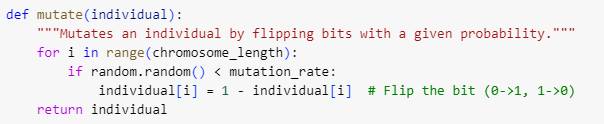 def mutate(individual):
    """Mutates an individual by flipping bits with a given probability."""
    for i in range(chromosome_length):
        if random.random() < mutation_rate:
            individual[i] = 1 - individual[i]  # Flip the bit (0->1, 1->0)
    return individual